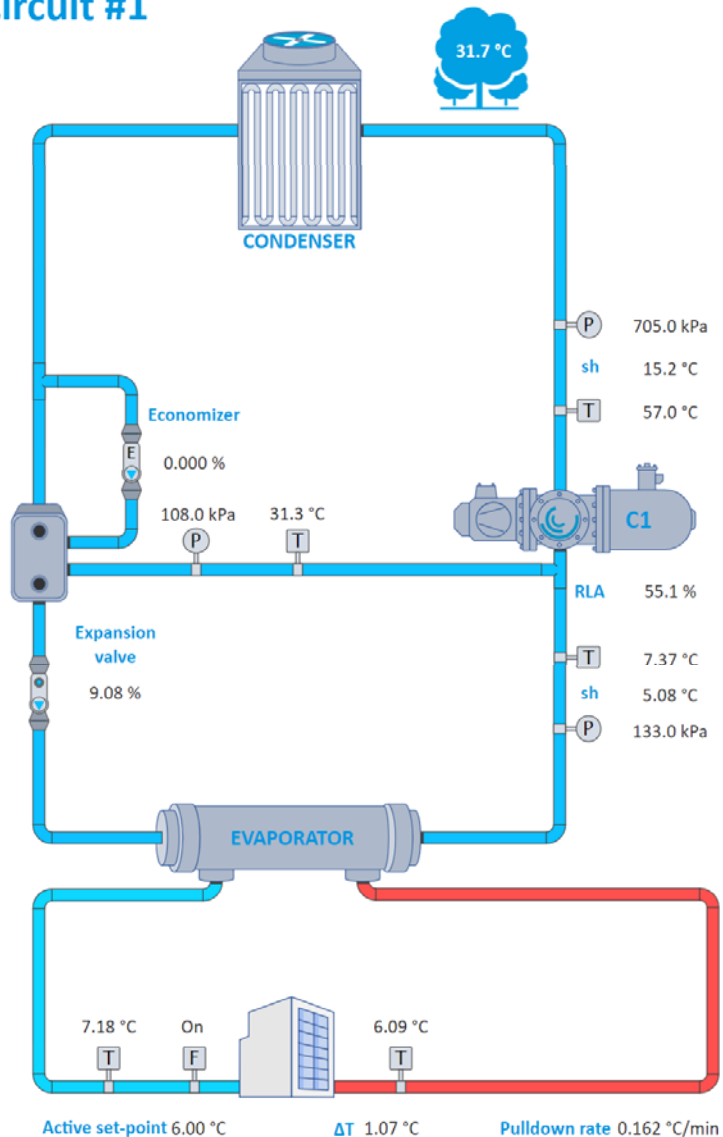 ircuit #1
31.7 °C
CONDENSER
P 705.0 kPa
sh 15.2 °C
T 57.0 °C
Economizer
E 0.000 %
108.0 kPa 31.3 °C
P T
C1
RLA 55.1 %
Expansion
valve
9.08 %
T 7.37 °C
sh 5.08 °C
P 133.0 kPa
EVAPORATOR
7.18 °C On 6.09 °C
T F T
Active set-point 6.00 °C ΔT 1.07 °C Pulldown rate 0.162 °C/min